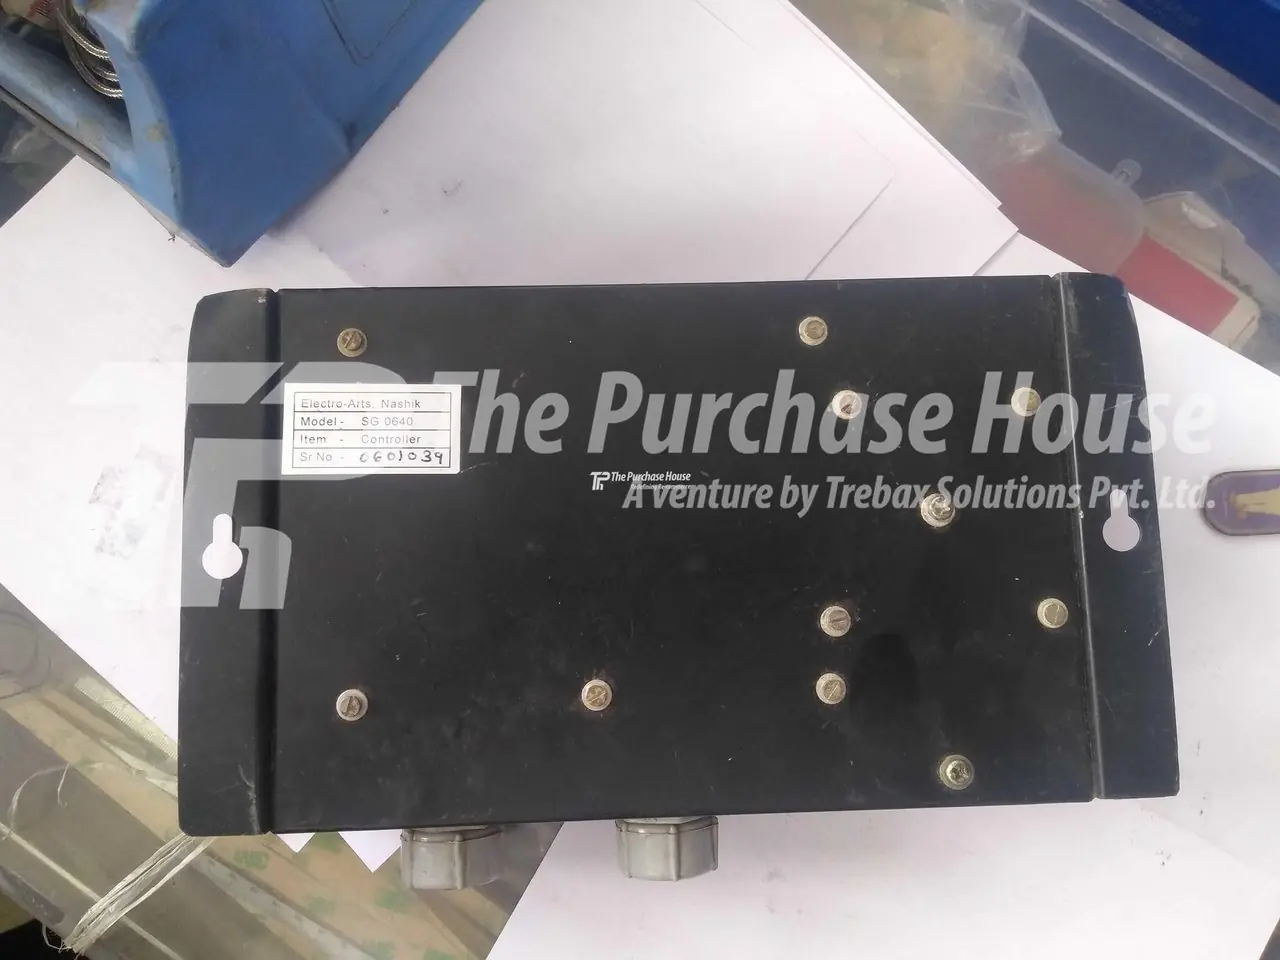 Electro-Arts, Nashik
Model - SG 0640
Item - Controller
Sr No - 0601039
The Purchase House
A venture by Trebax Solutions Pvt. Ltd.
TPH The Purchase House